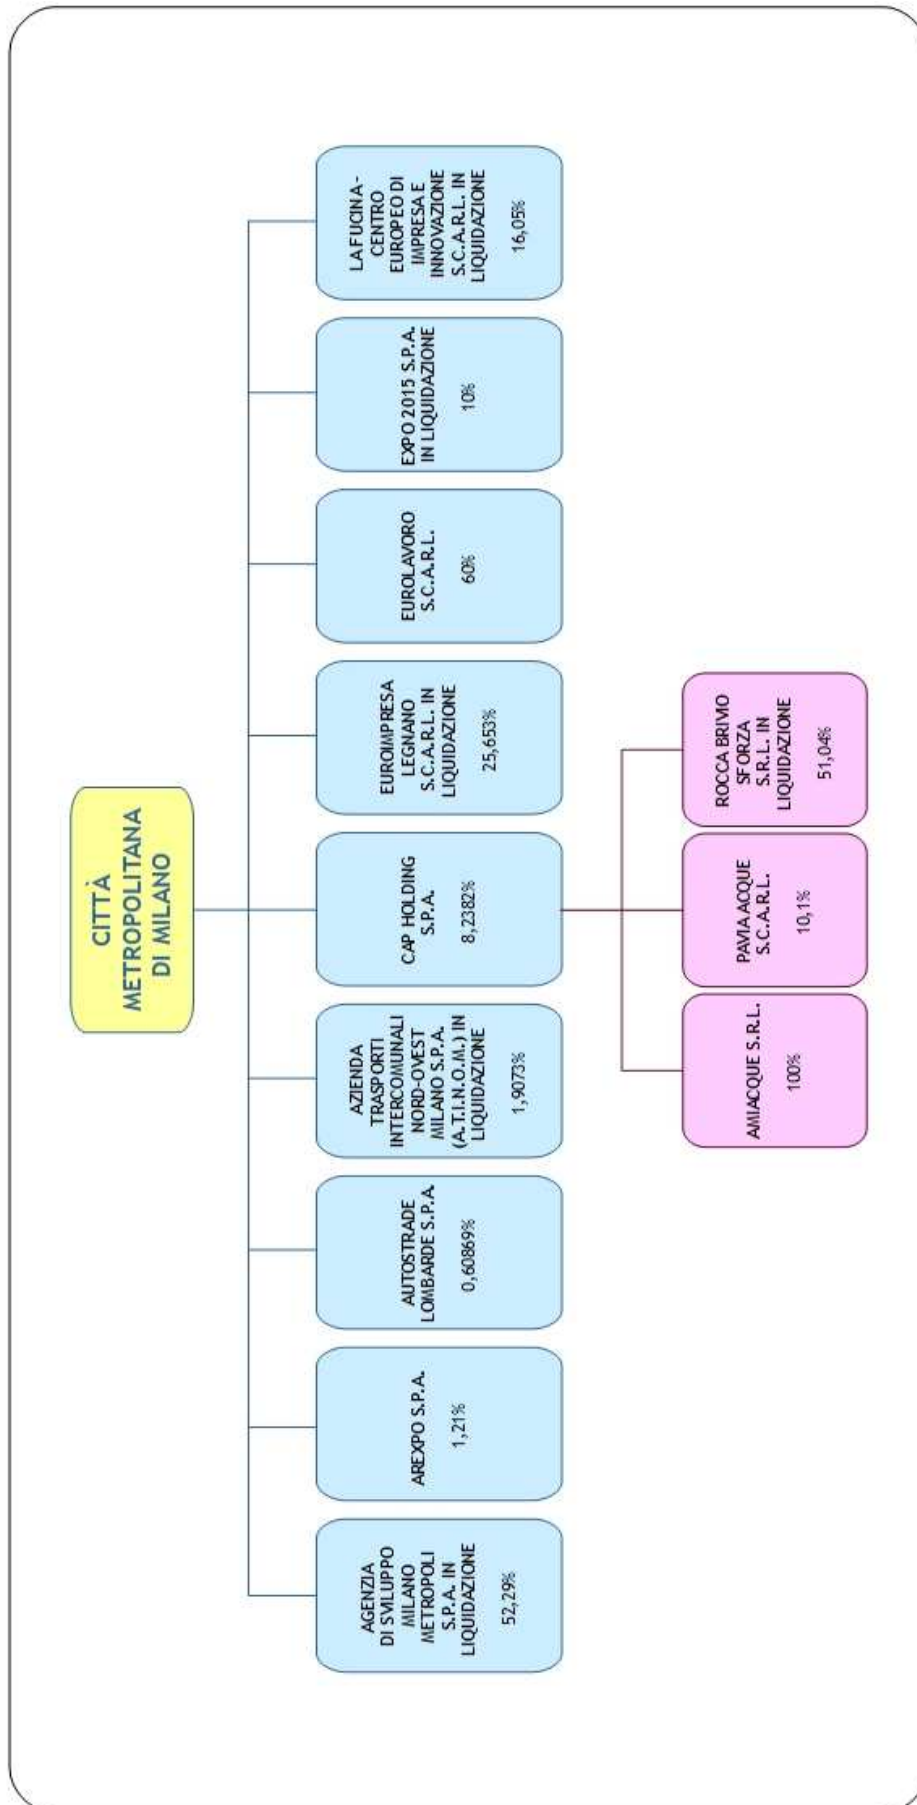 CITTÀ
METROPOLITANA
DI MILANO
AGENZIA
DI SVILUPPO
MILANO
METROPOLI
S.P.A. IN
LIQUIDAZIONE
52,29%
AREXPO S.P.A.
1,21%
AUTOSTRADE
LOMBARDE S.P.A.
0,60869%
AZIENDA
TRASPORTI
INTERCOMUNALI
NORD-OVEST
MILANO S.P.A.
(A.T.I.N.O.M.) IN
LIQUIDAZIONE
1,9073%
CAP HOLDING
S.P.A.
8,2382%
EUROIMPRESA
LEGNANO
S.C.A.R.L. IN
LIQUIDAZIONE
25,653%
EUROLAVORO
S.C.A.R.L.
60%
EXPO 2015 S.P.A.
IN LIQUIDAZIONE
10%
LA FUCINA -
CENTRO
EUROPEO DI
IMPRESA E
INNOVAZIONE
S.C.A.R.L. IN
LIQUIDAZIONE
16,05%
AMIACQUE S.R.L.
100%
PAVIA ACQUE
S.C.A.R.L.
10,1%
ROCCA BRIVIO
SFORZA
S.R.L. IN
LIQUIDAZIONE
51,04%